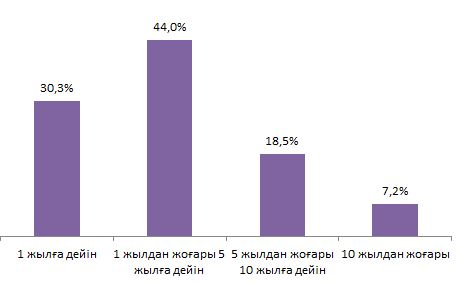 44,0%
30,3%
18,5%
7,2%
1 жылға дейін
1 жылдан жоғары 5
жылға дейін
5 жылдан жоғары
10 жылға дейін
10 жылдан жоғары